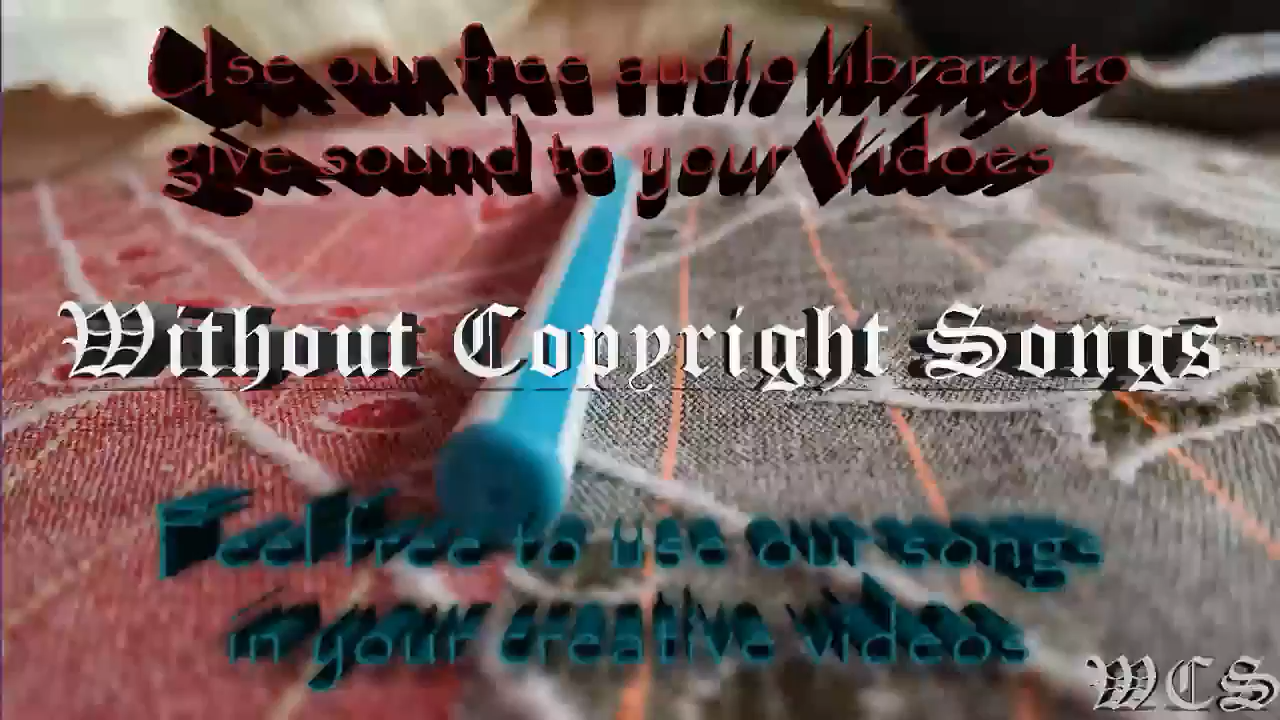 Use our free audio library to
give sound to your Vidoes
Without Copyright Songs
Feel free to use our songs
in your creative videos
WCS